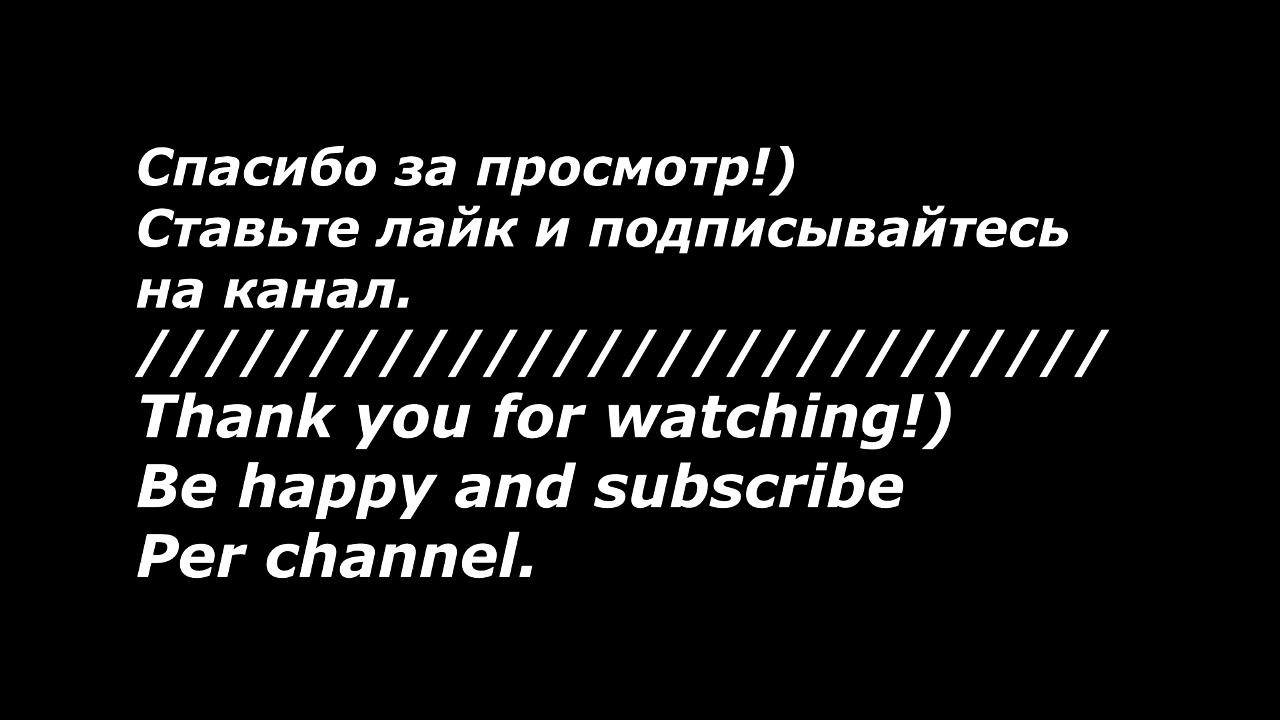 Спасибо за просмотр!)
Ставьте лайк и подписывайтесь
на канал.
////////////////////////////
Thank you for watching!)
Be happy and subscribe
Per channel.